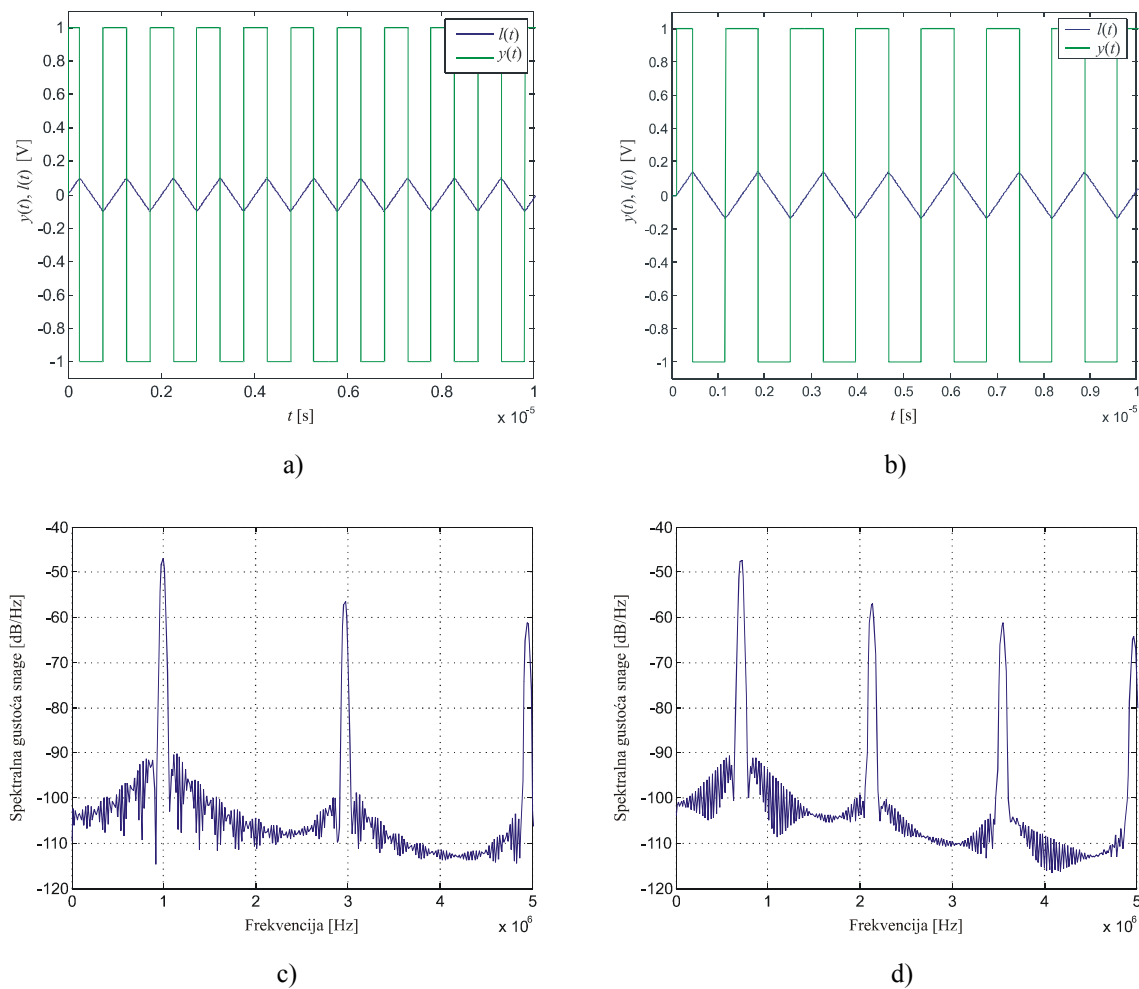 1
0.8
0.6
0.4
0.2
0
-0.2
-0.4
-0.6
-0.8
-1
y(t), l(t) [V]
l(t)
y(t)
0 0.2 0.4 0.6 0.8 1
t [s]
x 10⁻⁵
a)
1
0.8
0.6
0.4
0.2
0
-0.2
-0.4
-0.6
-0.8
-1
y(t), l(t) [V]
l(t)
y(t)
0 0.1 0.2 0.3 0.4 0.5 0.6 0.7 0.8 0.9 1
t [s]
x 10⁻⁵
b)
-40
-50
-60
-70
-80
-90
-100
-110
-120
Spektralna gustoća snage [dB/Hz]
0 1 2 3 4 5
Frekvencija [Hz]
x 10⁶
c)
-40
-50
-60
-70
-80
-90
-100
-110
-120
Spektralna gustoća snage [dB/Hz]
0 1 2 3 4 5
Frekvencija [Hz]
x 10⁶
d)